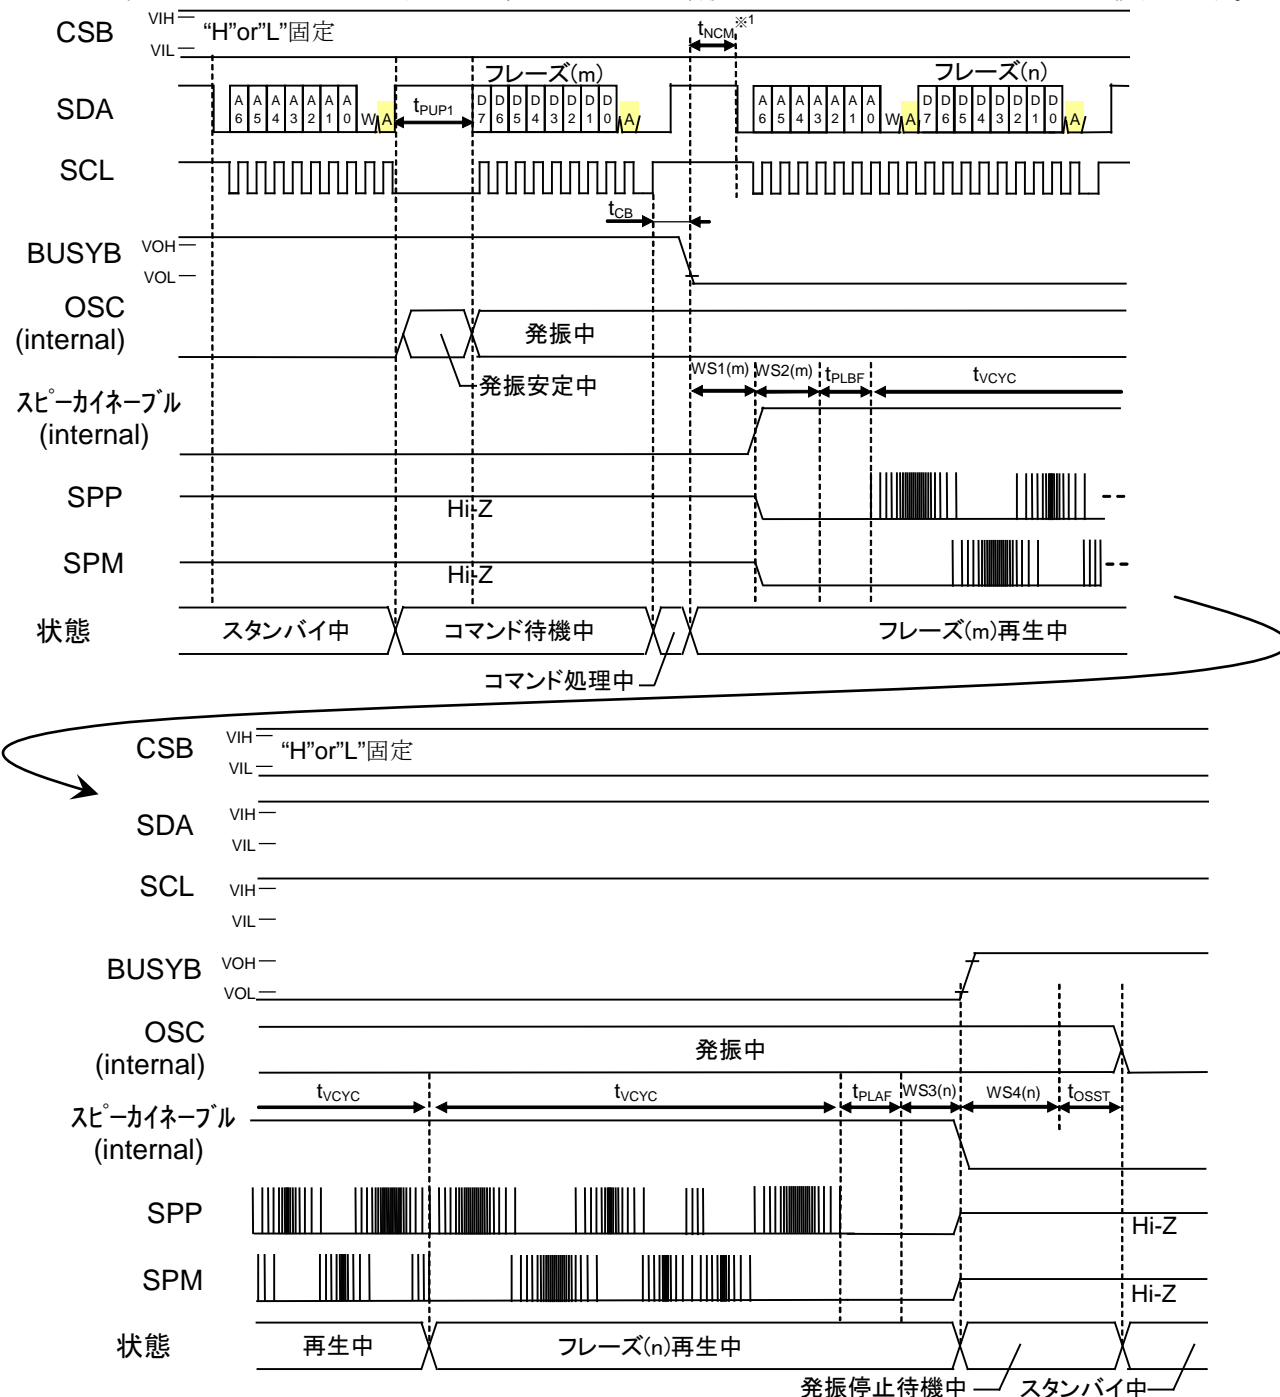 CSB VIH "H"or"L"固定 tNCM※1
VIL
フレーズ(m) フレーズ(n)
SDA A6 A5 A4 A3 A2 A1 A0 W A tPUP1 D7 D6 D5 D4 D3 D2 D1 D0 A A6 A5 A4 A3 A2 A1 A0 W A D7 D6 D5 D4 D3 D2 D1 D0 A
SCL
tCB
BUSYB VOH
VOL
OSC
(internal) 発振中
発振安定中
WS1(m) WS2(m) tPLBF tVCYC
スピーカイネーブル
(internal)
SPP Hi-Z
SPM Hi-Z
状態 スタンバイ中 コマンド待機中 フレーズ(m)再生中
コマンド処理中
CSB VIH "H"or"L"固定
VIL
SDA VIH
VIL
SCL VIH
VIL
BUSYB VOH
VOL
OSC
(internal) 発振中
tVCYC tVCYC tPLAF WS3(n) WS4(n) tOSST
スピーカイネーブル
(internal)
SPP Hi-Z
SPM Hi-Z
状態 再生中 フレーズ(n)再生中
発振停止待機中 スタンバイ中